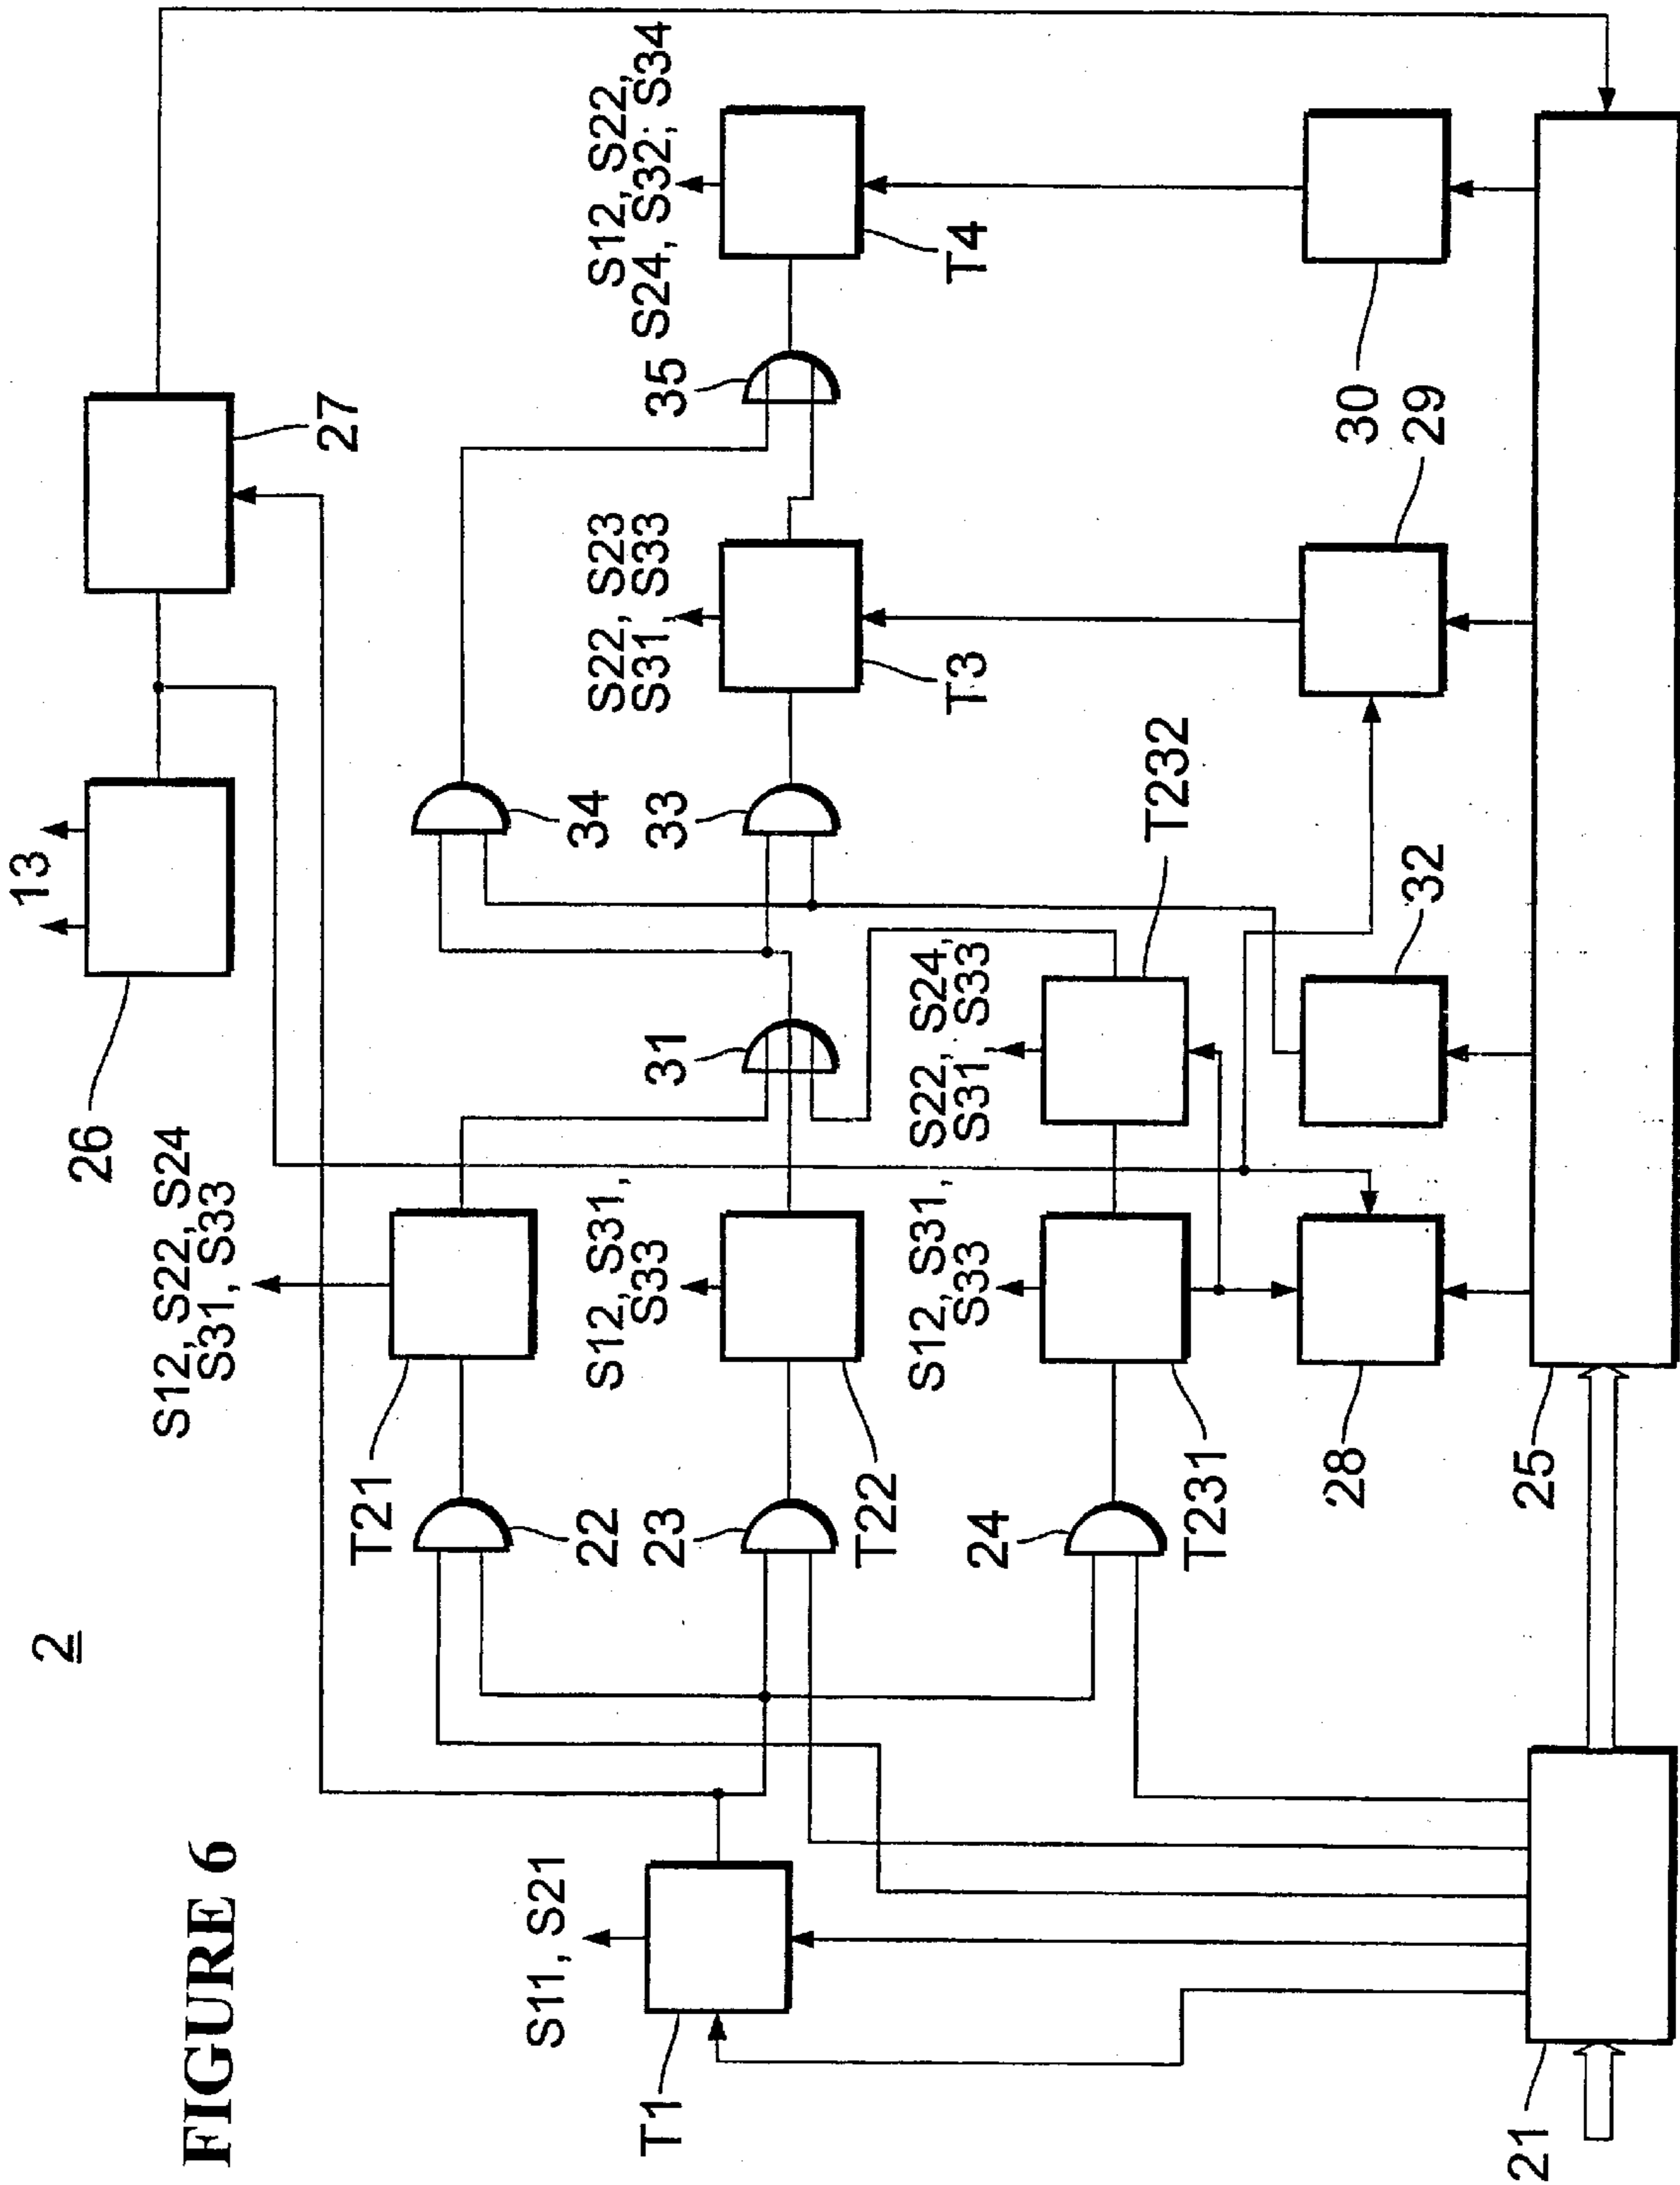 FIGURE 6
2
13
26
27
S12, S22, S24
S31, S33
T21
22
34
S11, S21
T1
S12, S31,
S33
23
T22
31
33
S22, S23
S31, S33
T3
35
S12, S22,
S24, S32; S34
T4
24
S12, S31,
S33
T231
S22, S24,
S31, S33
T232
28
32
29
30
21
25